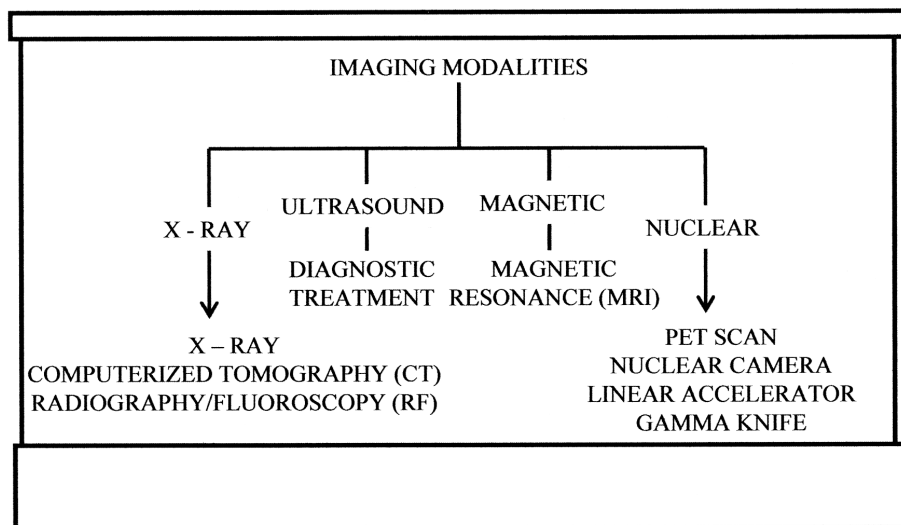 IMAGING MODALITIES
X - RAY
ULTRASOUND
MAGNETIC
NUCLEAR
DIAGNOSTIC
TREATMENT
MAGNETIC
RESONANCE (MRI)
X – RAY
COMPUTERIZED TOMOGRAPHY (CT)
RADIOGRAPHY/FLUOROSCOPY (RF)
PET SCAN
NUCLEAR CAMERA
LINEAR ACCELERATOR
GAMMA KNIFE